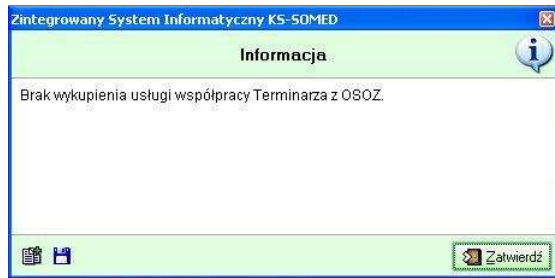 Zintegrowany System Informatyczny KS-SOMED
Informacja
Brak wykupienia usługi współpracy Terminarza z OSOZ.
Zatwierdź